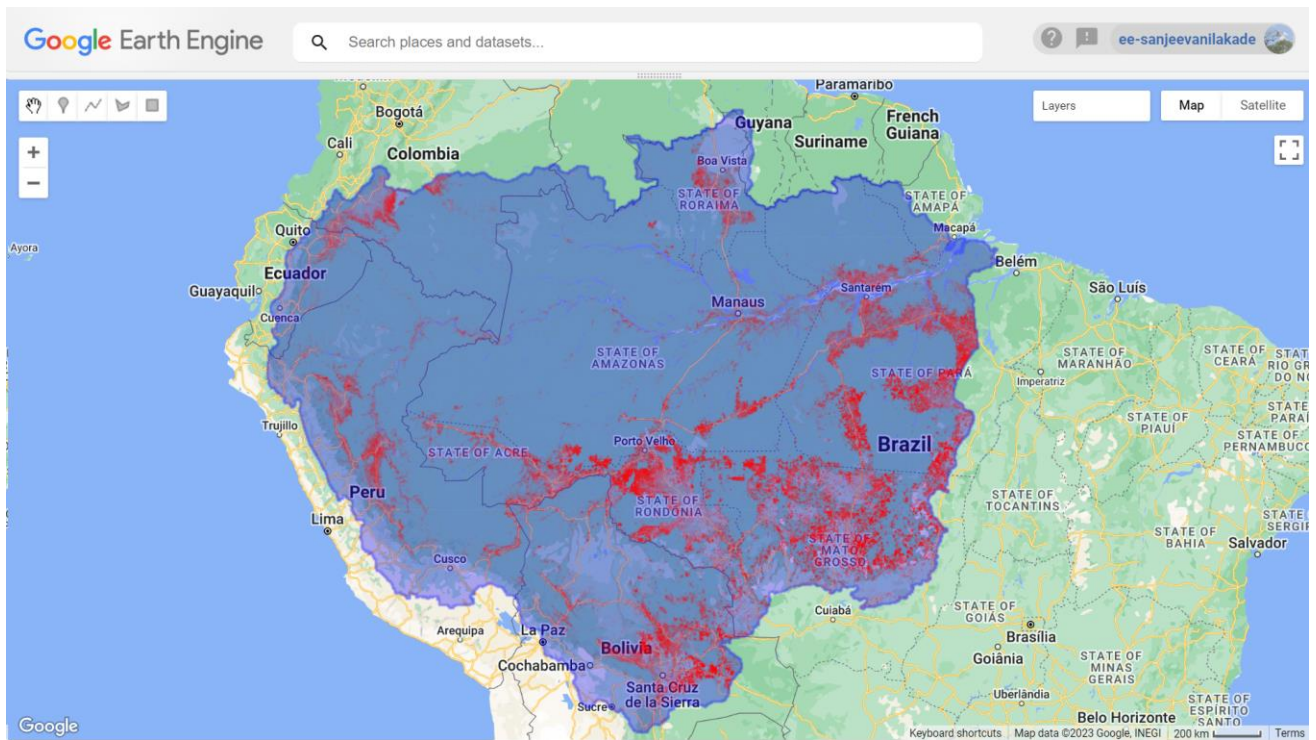 Google Earth Engine
Search places and datasets...
ee-sanjeevanilakade
Layers
Map
Satellite
+
−
Paramaribo
Bogotá
Guyana
French
Guiana
Suriname
Cali
Colombia
Boa Vista
STATE OF
RORAIMA
STATE OF
AMAPÁ
Macapá
Quito
Ayora
Ecuador
Belém
Guayaquil
Santarém
São Luís
Manaus
Cuenca
STATE OF
AMAZONAS
STATE OF PARÁ
STATE OF
MARANHÃO
STATE OF
CEARÁ
Imperatriz
Trujillo
STATE OF
PIAUÍ
Porto Velho
Brazil
STATE OF
PERNAMBUCO
STATE OF ACRE
Peru
STATE OF
RONDÔNIA
STATE OF
TOCANTINS
Lima
STATE OF
MATO
GROSSO
STATE OF
BAHIA
Salvador
Cusco
Cuiabá
STATE OF
GOIÁS
Arequipa
La Paz
Brasília
Bolivia
Goiânia
STATE OF
MINAS
GERAIS
Cochabamba
Santa Cruz
de la Sierra
Sucre
Uberlândia
STATE OF
ESPÍRITO
SANTO
Belo Horizonte
Google
Keyboard shortcuts
Map data ©2023 Google, INEGI
200 km
Terms